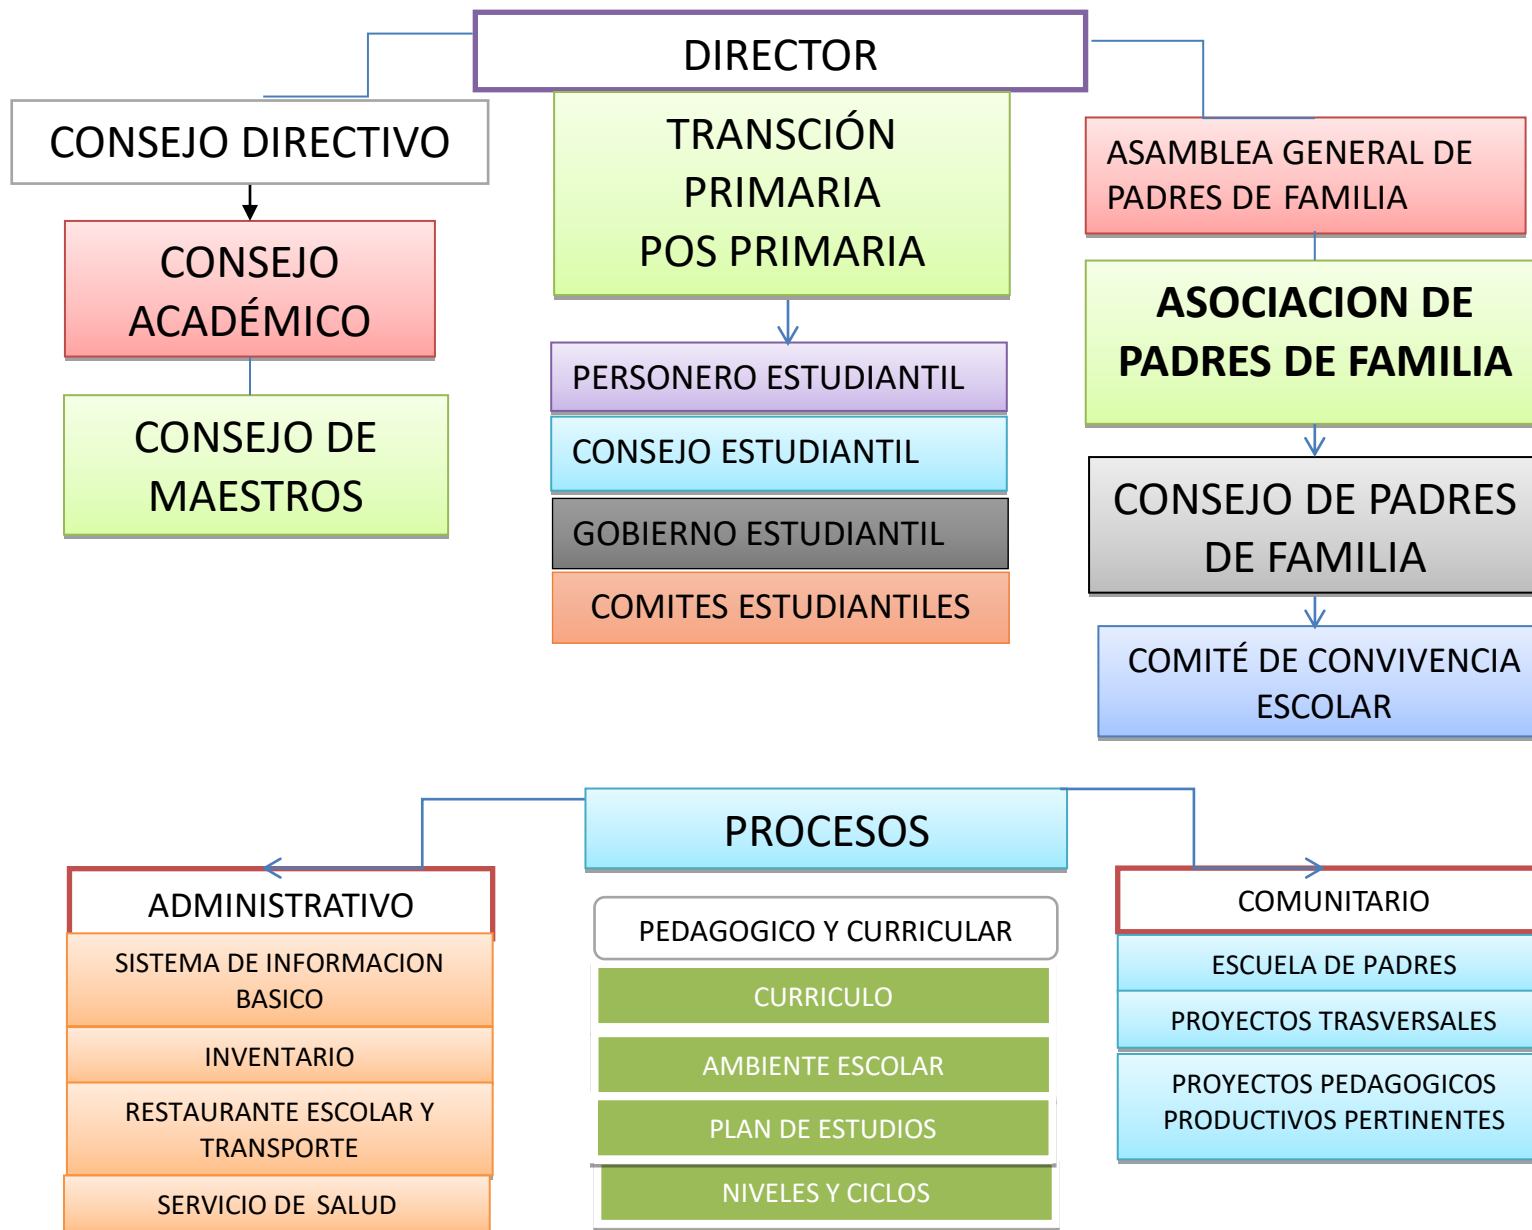 DIRECTOR
CONSEJO DIRECTIVO
CONSEJO
ACADÉMICO
CONSEJO DE
MAESTROS
TRANSCIÓN
PRIMARIA
POS PRIMARIA
PERSONERO ESTUDIANTIL
CONSEJO ESTUDIANTIL
GOBIERNO ESTUDIANTIL
COMITES ESTUDIANTILES
ASAMBLEA GENERAL DE
PADRES DE FAMILIA
ASOCIACION DE
PADRES DE FAMILIA
CONSEJO DE PADRES
DE FAMILIA
COMITÉ DE CONVIVENCIA
ESCOLAR
PROCESOS
ADMINISTRATIVO
SISTEMA DE INFORMACION
BASICO
INVENTARIO
RESTAURANTE ESCOLAR Y
TRANSPORTE
SERVICIO DE SALUD
PEDAGOGICO Y CURRICULAR
CURRICULO
AMBIENTE ESCOLAR
PLAN DE ESTUDIOS
NIVELES Y CICLOS
COMUNITARIO
ESCUELA DE PADRES
PROYECTOS TRASVERSALES
PROYECTOS PEDAGOGICOS
PRODUCTIVOS PERTINENTES